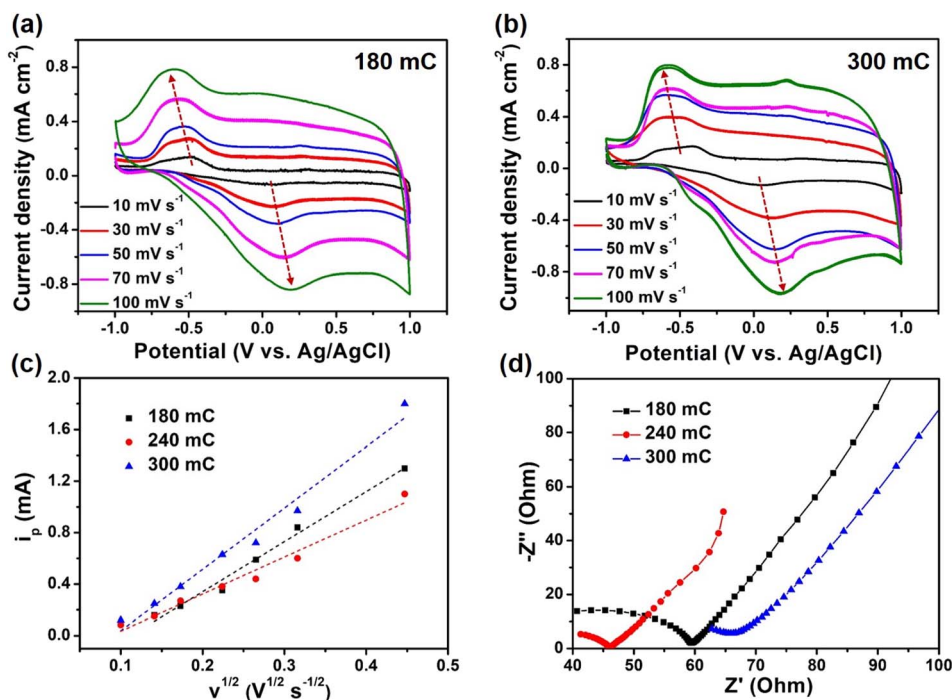 (a)
180 mC
Current density (mA cm-2)
0.8
0.4
0.0
-0.4
-0.8
10 mV s-1
30 mV s-1
50 mV s-1
70 mV s-1
100 mV s-1
-1.0 -0.5 0.0 0.5 1.0
Potential (V vs. Ag/AgCl)
(b)
300 mC
Current density (mA cm-2)
0.8
0.4
0.0
-0.4
-0.8
10 mV s-1
30 mV s-1
50 mV s-1
70 mV s-1
100 mV s-1
-1.0 -0.5 0.0 0.5 1.0
Potential (V vs. Ag/AgCl)
(c)
180 mC
240 mC
300 mC
ip (mA)
1.8
1.2
0.6
0.0
0.1 0.2 0.3 0.4 0.5
v1/2 (V1/2 s-1/2)
(d)
180 mC
240 mC
300 mC
-Z'' (Ohm)
100
80
60
40
20
0
40 50 60 70 80 90 100
Z' (Ohm)